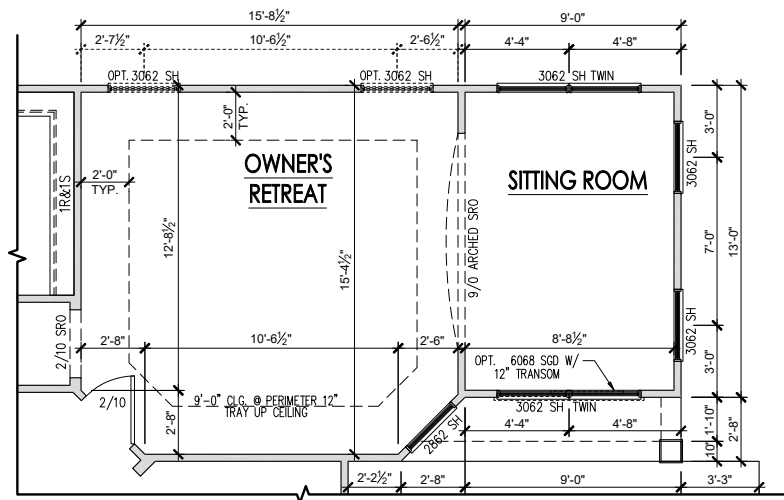 15'-8½"
9'-0"
2'-7½"
10'-6½"
2'-6½"
4'-4"
4'-8"
OPT. 3062 SH
OPT. 3062 SH
3062 SH TWIN
2'-0"
TYP.
3'-0"
3062 SH
OWNER'S
RETREAT
SITTING ROOM
2'-0"
TYP.
1R&1S
12'-8½"
15'-4½"
9/0 ARCHED SRO
7'-0"
13'-0"
2/10 SRO
2'-8"
10'-6½"
2'-6"
8'-8½"
3062 SH
3'-0"
OPT. 6068 SGD W/
12" TRANSOM
2/10
2'-8"
9'-0" CLG. @ PERIMETER 12"
TRAY UP CEILING
3062 SH TWIN
2862 SH
4'-4"
4'-8"
1'-10"
2'-8"
10"
2'-2½"
2'-8"
9'-0"
3'-3"